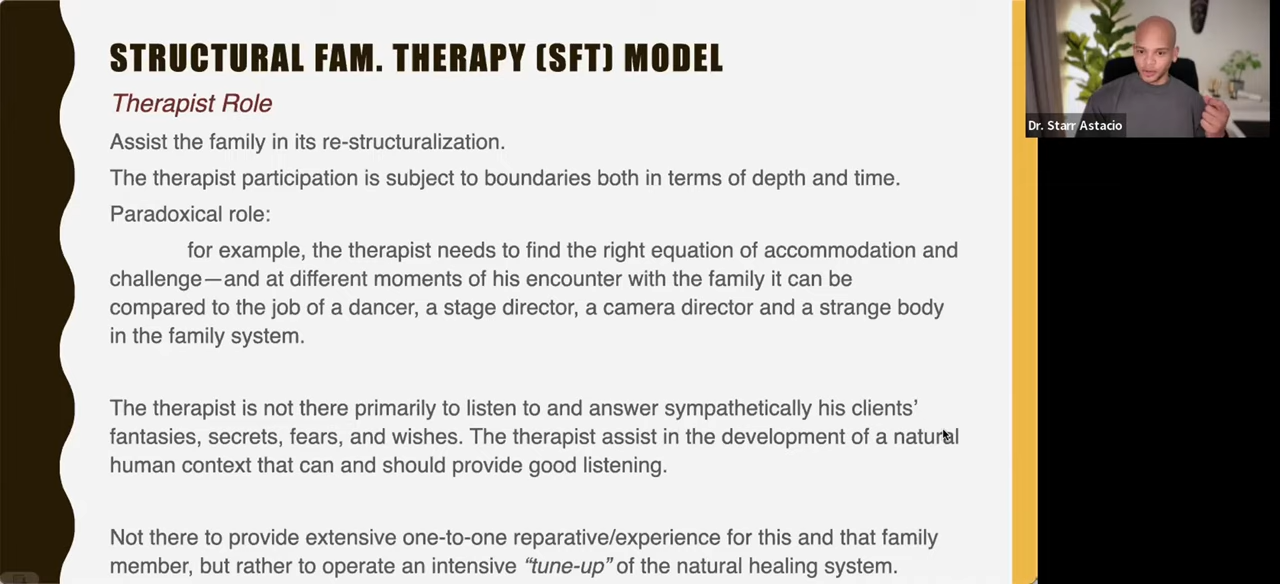 STRUCTURAL FAM. THERAPY (SFT) MODEL
Therapist Role
Assist the family in its re-structuralization.
The therapist participation is subject to boundaries both in terms of depth and time.
Paradoxical role:
for example, the therapist needs to find the right equation of accommodation and
challenge—and at different moments of his encounter with the family it can be
compared to the job of a dancer, a stage director, a camera director and a strange body
in the family system.
The therapist is not there primarily to listen to and answer sympathetically his clients’
fantasies, secrets, fears, and wishes. The therapist assist in the development of a natural
human context that can and should provide good listening.
Not there to provide extensive one-to-one reparative/experience for this and that family
member, but rather to operate an intensive “tune-up” of the natural healing system.
Dr. Starr Astacio